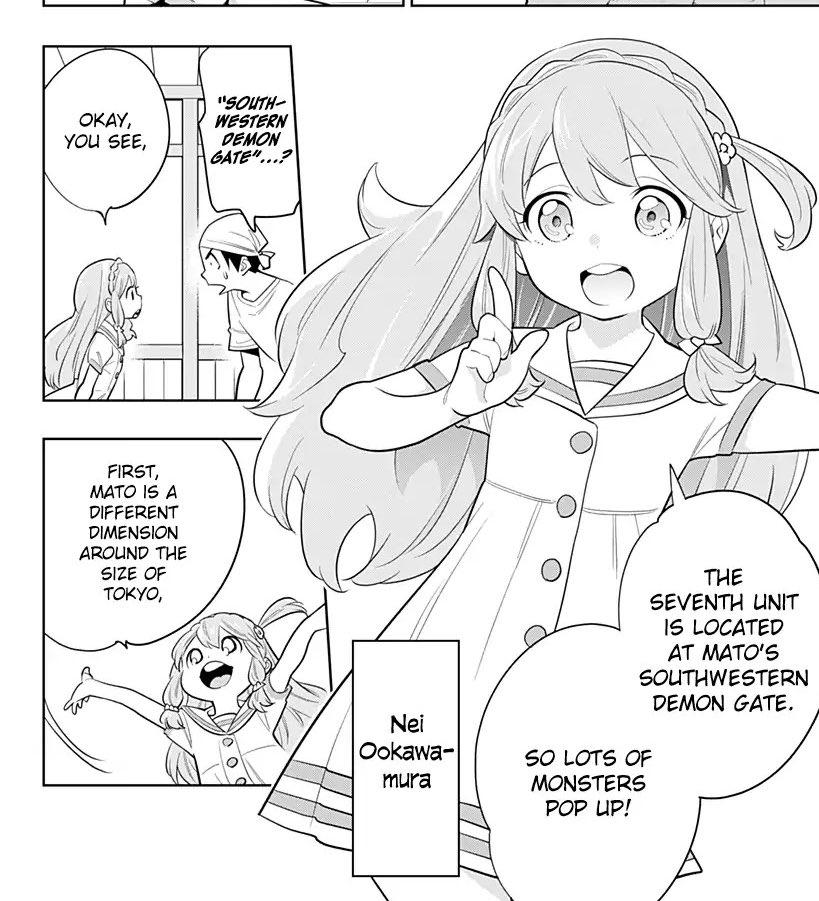 THE
SEVENTH UNIT
IS LOCATED
AT MATO'S
SOUTHWESTERN
DEMON GATE.
SO LOTS OF
MONSTERS
POP UP!
Nei
Ookawa-
mura
"SOUTH-
WESTERN
DEMON
GATE"...?
OKAY,
YOU SEE,
FIRST,
MATO IS A
DIFFERENT
DIMENSION
AROUND THE
SIZE OF
TOKYO,